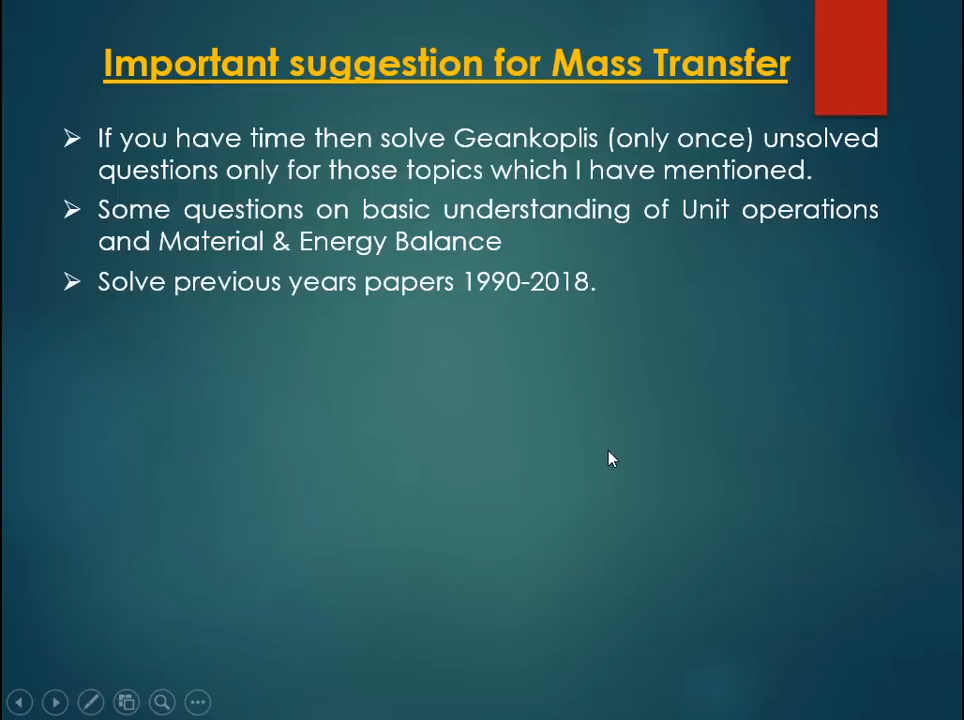 Important suggestion for Mass Transfer
If you have time then solve Geankoplis (only once) unsolved
questions only for those topics which I have mentioned.
Some questions on basic understanding of Unit operations
and Material & Energy Balance
Solve previous years papers 1990-2018.